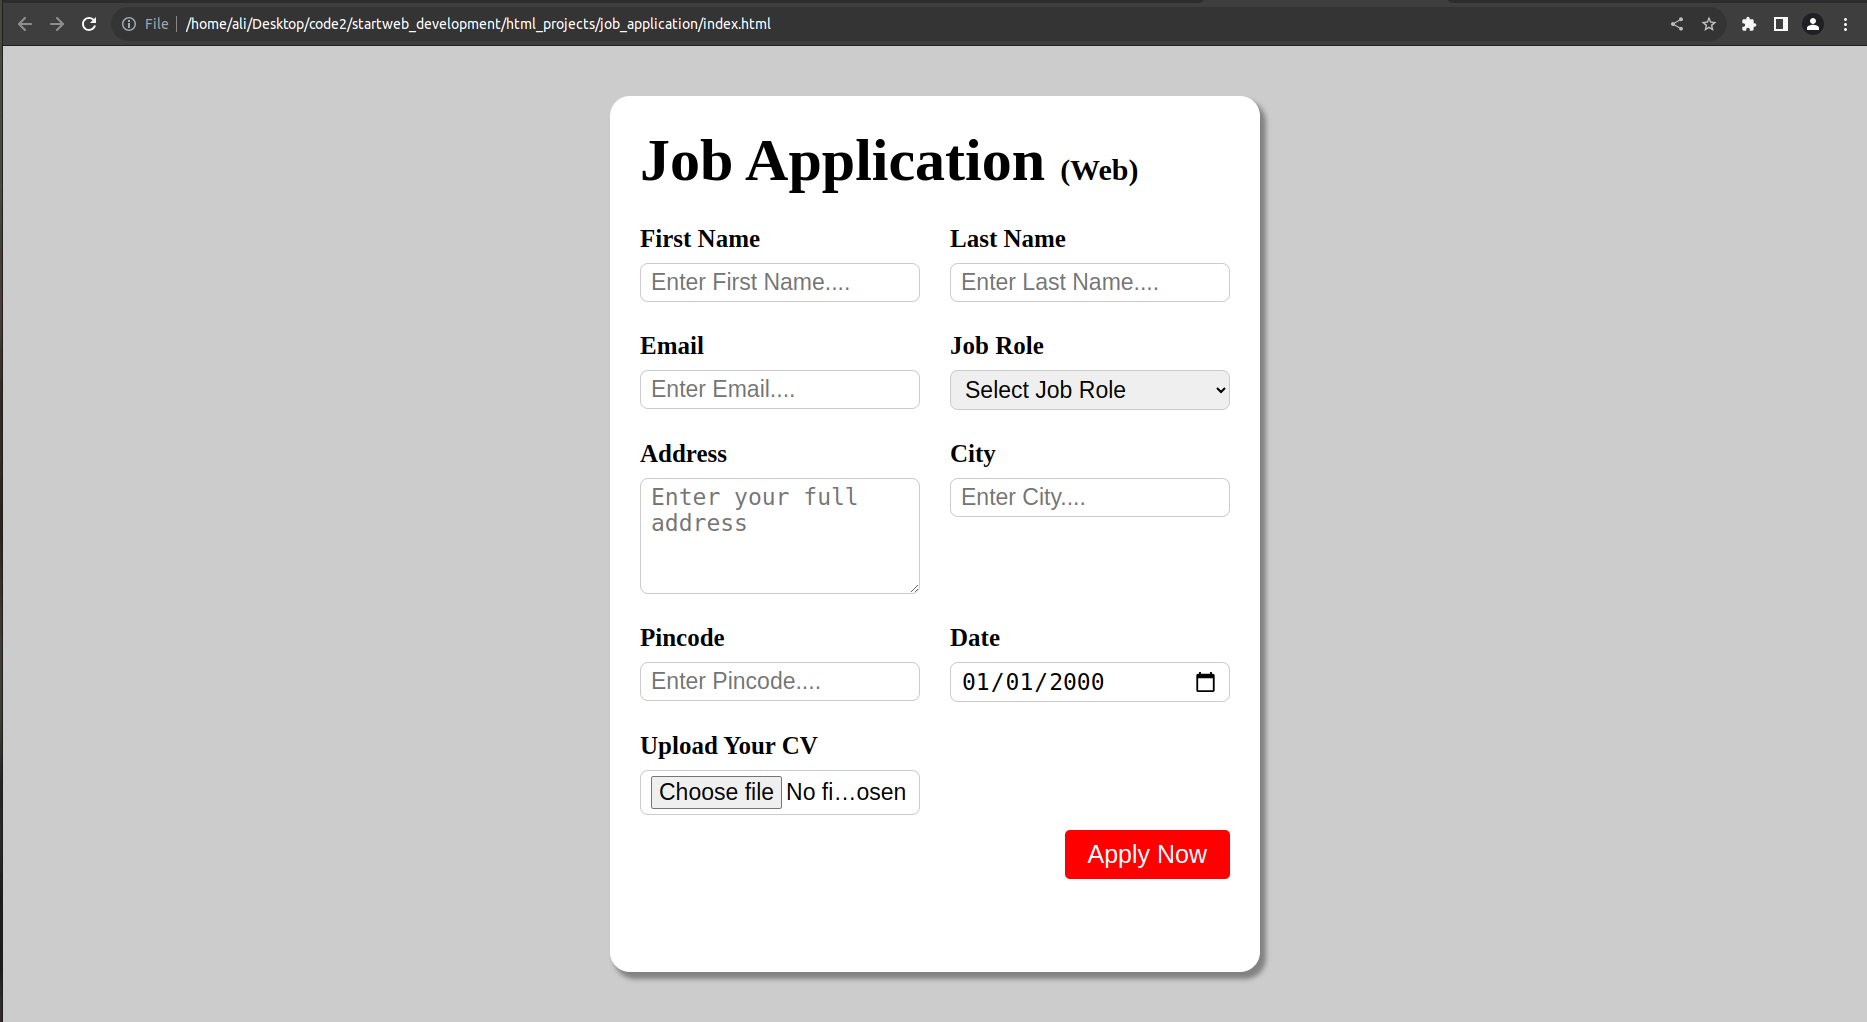 File /home/ali/Desktop/code2/startweb_development/html_projects/job_application/index.html
Job Application (Web)
First Name Last Name
Enter First Name.... Enter Last Name....
Email Job Role
Enter Email.... Select Job Role
Address City
Enter your full Enter City....
address
Pincode Date
Enter Pincode.... 01/01/2000
Upload Your CV
Choose file No fi...osen
Apply Now